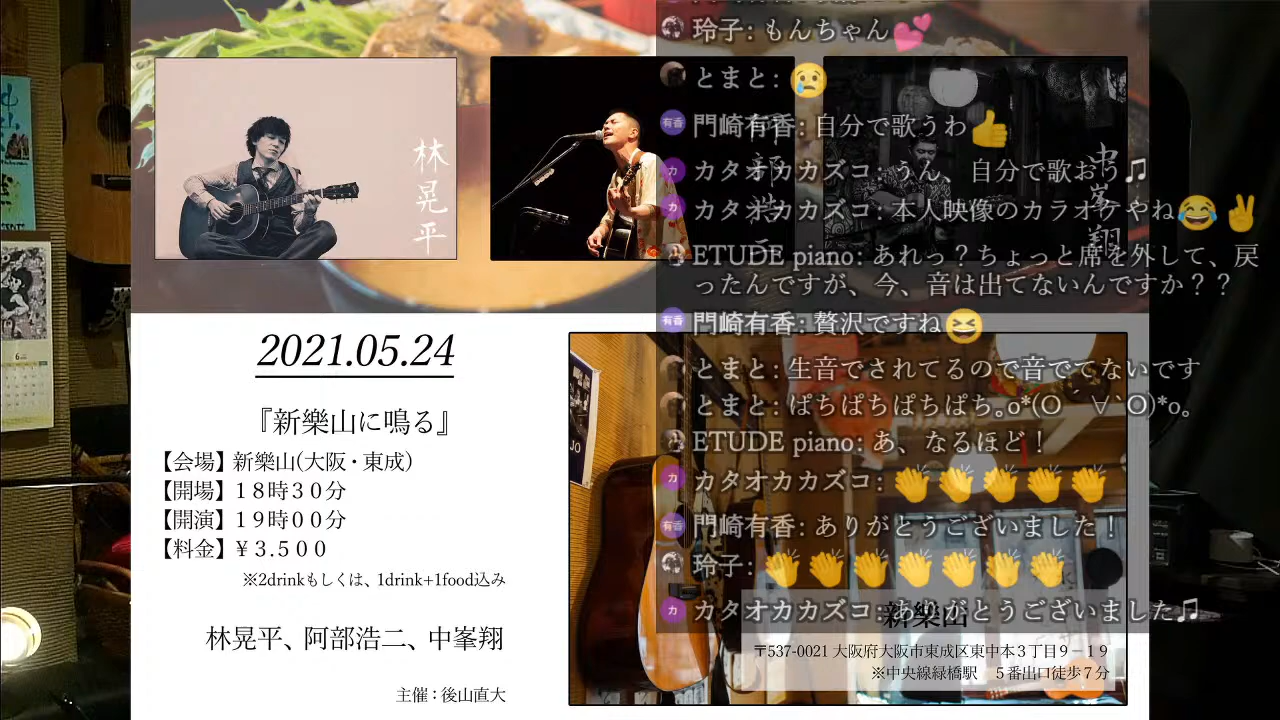 玲子: もんちゃん💕
とまと: 😢
門崎有香: 自分で歌うわ👍
カタオカカズコ: うん、自分で歌おう♫
カタオカカズコ: 本人映像のカラオケやね😂✌
ETUDE piano: あれっ？ちょっと席を外して、戻
ったんですが、今、音は出てないんですか？？
門崎有香: 贅沢ですね😆
とまと: 生音でされてるので音でてないです
とまと: ぱちぱちぱちぱち｡o*(O゜∀`O)*o｡
ETUDE piano: あ、なるほど！
カタオカカズコ: 👏👏👏👏👏
門崎有香: ありがとうございました！
玲子: 👏👏👏👏👏👏👏
カタオカカズコ: ありがとうございました♫
林晃平
阿部浩二
中峯翔
2021.05.24
『新樂山に鳴る』
【会場】新樂山(大阪・東成)
【開場】１８時３０分
【開演】１９時００分
【料金】￥３.５００
※2drinkもしくは、1drink+1food込み
林晃平、阿部浩二、中峯翔
主催：後山直大
新樂山
〒537-0021 大阪府大阪市東成区東中本３丁目９－１９
※中央線緑橋駅　５番出口徒歩７分